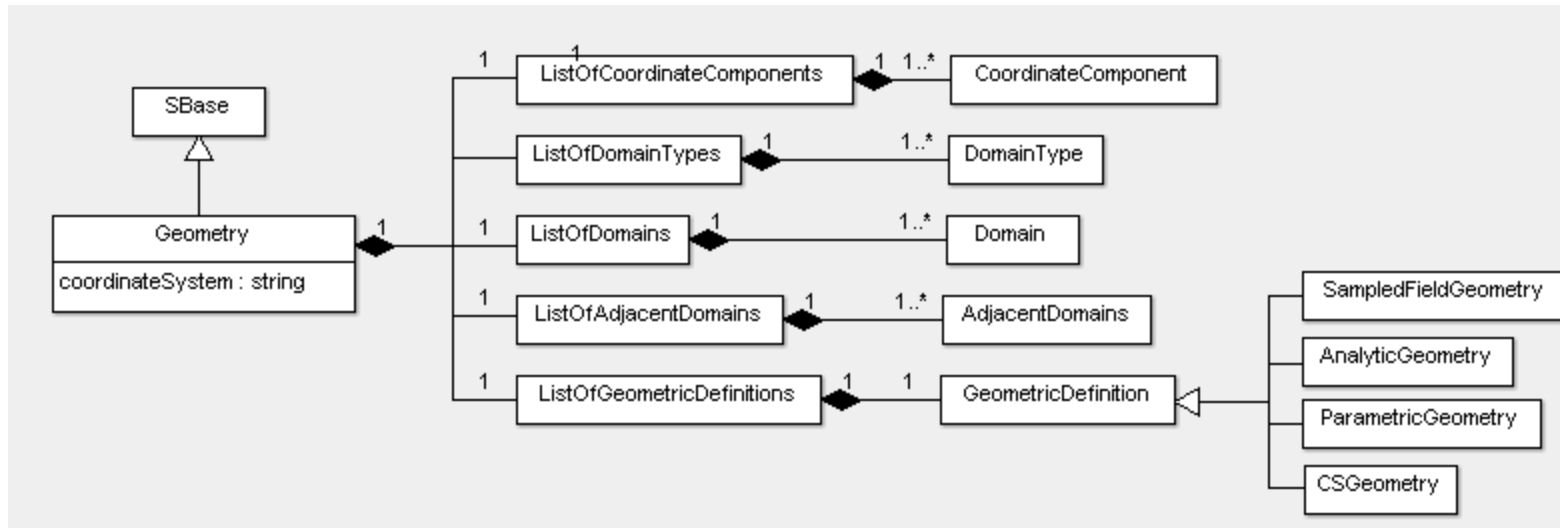 1
1
ListOfCoordinateComponents
1
1..*
CoordinateComponent
SBase
ListOfDomainTypes
1
1..*
DomainType
Geometry
coordinateSystem : string
1
1
ListOfDomains
1
1..*
Domain
1
ListOfAdjacentDomains
1
1..*
AdjacentDomains
1
ListOfGeometricDefinitions
1
1
GeometricDefinition
SampledFieldGeometry
AnalyticGeometry
ParametricGeometry
CSGeometry